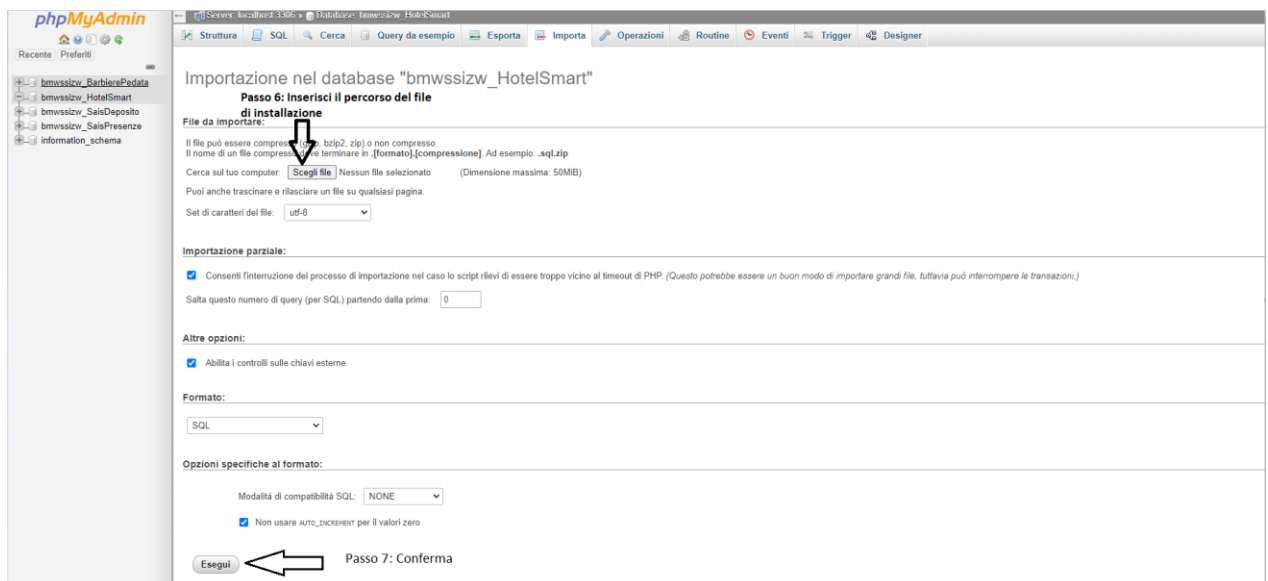 phpMyAdmin
Recente Preferiti
bmwssizw_BarbierePedata
bmwssizw_HotelSmart
bmwssizw_SaisDeposito
bmwssizw_SaisPresenze
information_schema
Server: localhost:3306 » Database: bmwssizw_HotelSmart
Struttura SQL Cerca Query da esempio Esporta Importa Operazioni Routine Eventi Trigger Designer
Importazione nel database "bmwssizw_HotelSmart"
Passo 6: Inserisci il percorso del file
di installazione
File da importare:
Il file può essere compresso (gzip, bzip2, zip) o non compresso.
Il nome di un file compresso deve terminare in .[formato].[compressione]. Ad esempio: .sql.zip
Cerca sul tuo computer: Scegli file Nessun file selezionato (Dimensione massima: 50MiB)
Puoi anche trascinare e rilasciare un file su qualsiasi pagina.
Set di caratteri del file: utf-8
Importazione parziale:
Consenti l'interruzione del processo di importazione nel caso lo script rilevi di essere troppo vicino al timeout di PHP. (Questo potrebbe essere un buon modo di importare grandi file, tuttavia può interrompere le transazioni.)
Salta questo numero di query (per SQL) partendo dalla prima: 0
Altre opzioni:
Abilita i controlli sulle chiavi esterne
Formato:
SQL
Opzioni specifiche al formato:
Modalità di compatibilità SQL: NONE
Non usare AUTO_INCREMENT per il valori zero
Esegui
Passo 7: Conferma